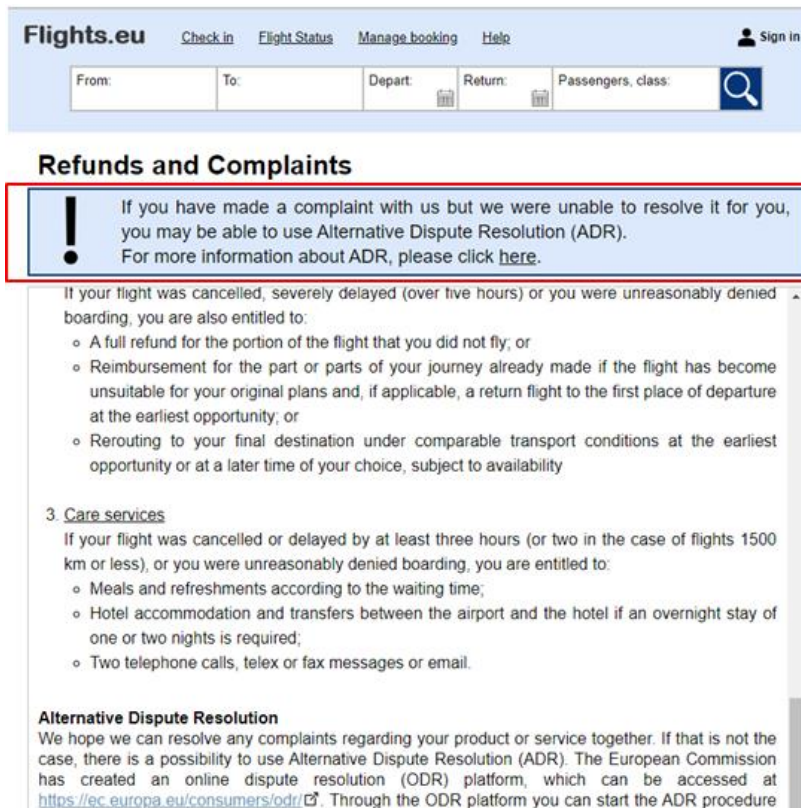 Flights.eu Check in Flight Status Manage booking Help Sign in
From: To: Depart: Return: Passengers, class:
Refunds and Complaints
! If you have made a complaint with us but we were unable to resolve it for you,
you may be able to use Alternative Dispute Resolution (ADR).
For more information about ADR, please click here.
If your flight was cancelled, severely delayed (over five hours) or you were unreasonably denied
boarding, you are also entitled to:
◦ A full refund for the portion of the flight that you did not fly; or
◦ Reimbursement for the part or parts of your journey already made if the flight has become
unsuitable for your original plans and, if applicable, a return flight to the first place of departure
at the earliest opportunity; or
◦ Rerouting to your final destination under comparable transport conditions at the earliest
opportunity or at a later time of your choice, subject to availability
3. Care services
If your flight was cancelled or delayed by at least three hours (or two in the case of flights 1500
km or less), or you were unreasonably denied boarding, you are entitled to:
◦ Meals and refreshments according to the waiting time;
◦ Hotel accommodation and transfers between the airport and the hotel if an overnight stay of
one or two nights is required;
◦ Two telephone calls, telex or fax messages or email.
Alternative Dispute Resolution
We hope we can resolve any complaints regarding your product or service together. If that is not the
case, there is a possibility to use Alternative Dispute Resolution (ADR). The European Commission
has created an online dispute resolution (ODR) platform, which can be accessed at
https://ec.europa.eu/consumers/odr/. Through the ODR platform you can start the ADR procedure